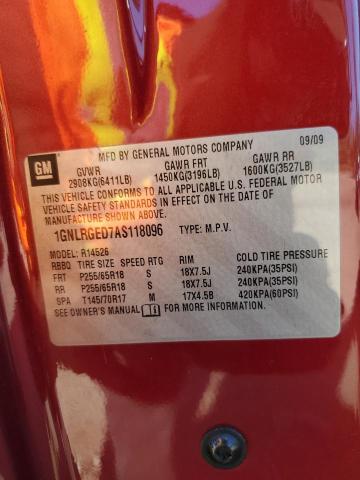 GM
MFD BY GENERAL MOTORS COMPANY 09/09
GVWR GAWR FRT GAWR RR
2908KG(6411LB) 1450KG(3196LB) 1600KG(3527LB)
THIS VEHICLE CONFORMS TO ALL APPLICABLE U.S. FEDERAL MOTOR
VEHICLE SAFETY STANDARDS IN EFFECT ON THE DATE OF
MANUFACTURE SHOWN ABOVE.
1GNLRGED7AS118096 TYPE: M.P.V.
MODEL: R14526
RBBQ TIRE SIZE SPEED RTG RIM COLD TIRE PRESSURE
FRT P255/65R18 S 18X7.5J 240KPA(35PSI)
RR P255/65R18 S 18X7.5J 240KPA(35PSI)
SPA T145/70R17 M 17X4.5B 420KPA(60PSI)
SEE OWNER'S MANUAL FOR MORE INFORMATION.